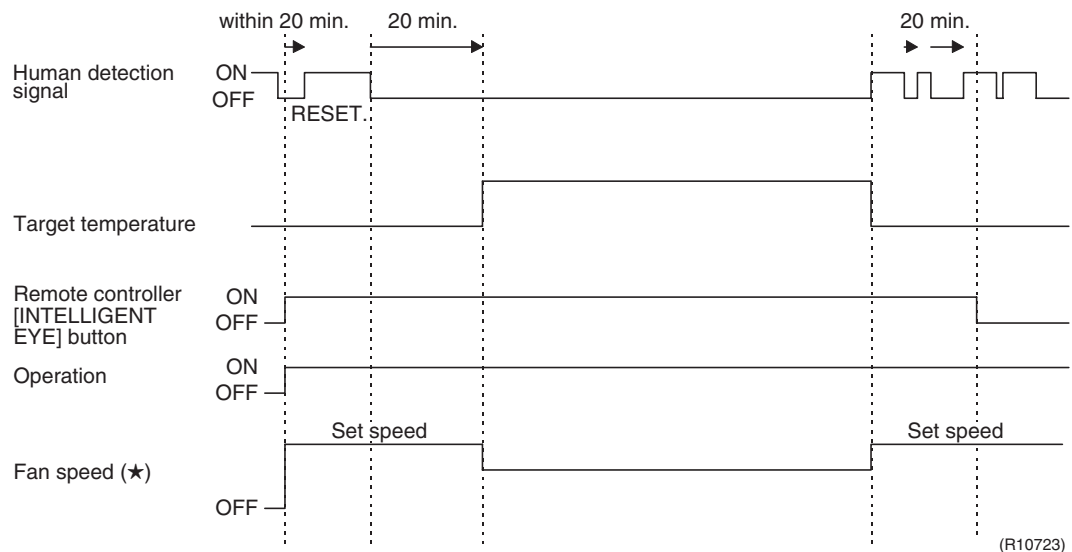 within 20 min.
20 min.
20 min.
Human detection
signal
ON
OFF
RESET.
Target temperature
Remote controller
[INTELLIGENT
EYE] button
ON
OFF
Operation
ON
OFF
Set speed
Set speed
Fan speed (★)
OFF
(R10723)